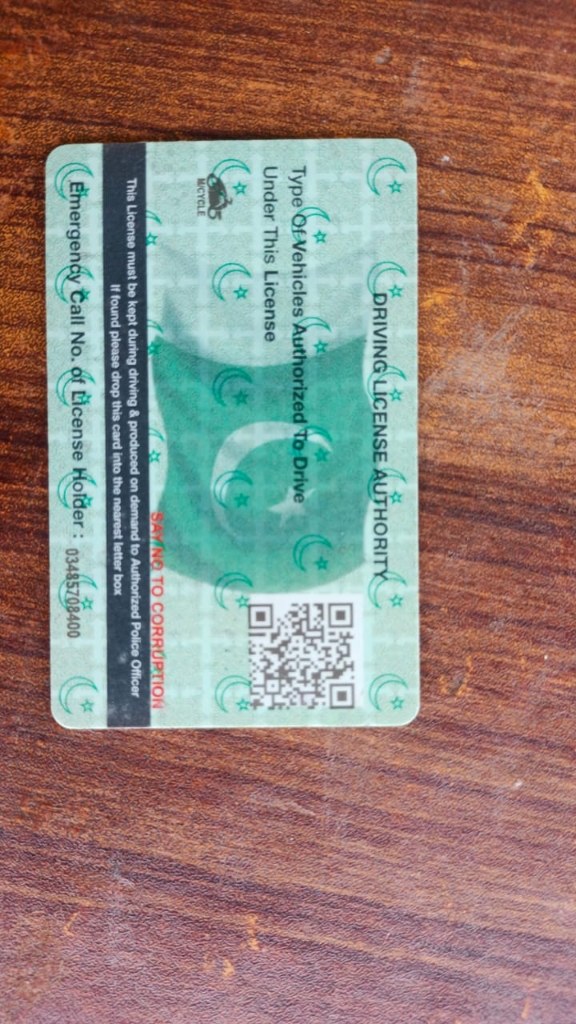 DRIVING LICENSE AUTHORITY
Type Of Vehicles Authorized To Drive
Under This License
M/CYCLE
SAY NO TO CORRUPTION
This License must be kept during driving & produced on demand to Authorized Police Officer
If found please drop this card into the nearest letter box
Emergency Call No. of License Holder : 03485708400